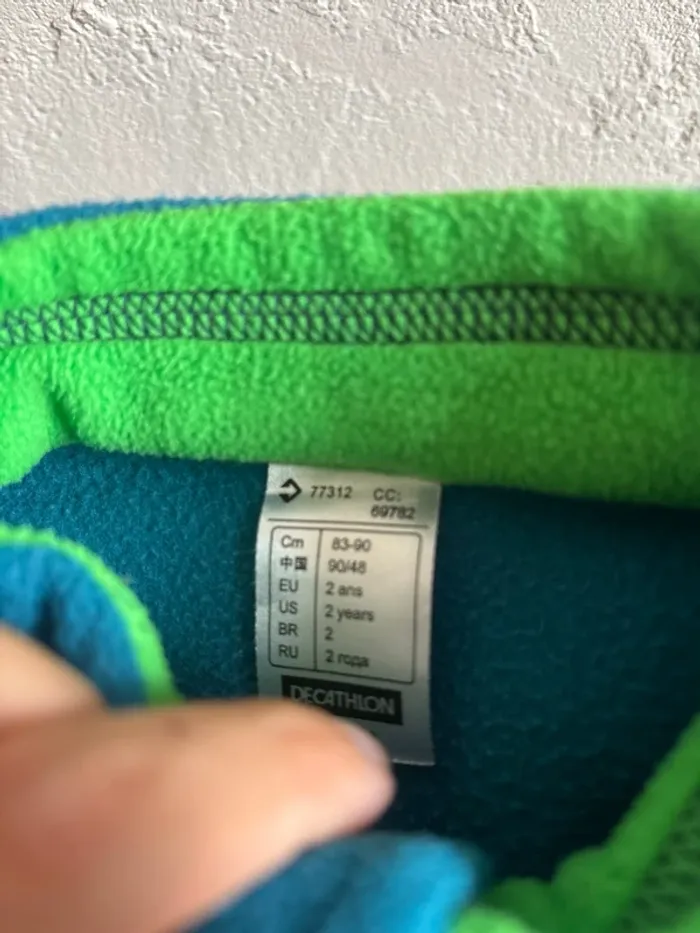 77312 CC:
69782
Cm 83-90
中国 90/48
EU 2 ans
US 2 years
BR 2
RU 2 года
DECATHLON